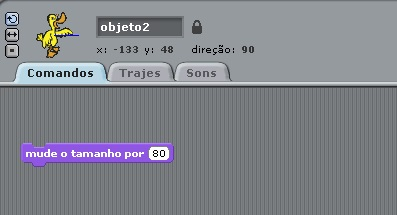 objeto2
x: -133 y: 48 direção: 90
Comandos Trajes Sons
mude o tamanho por 80